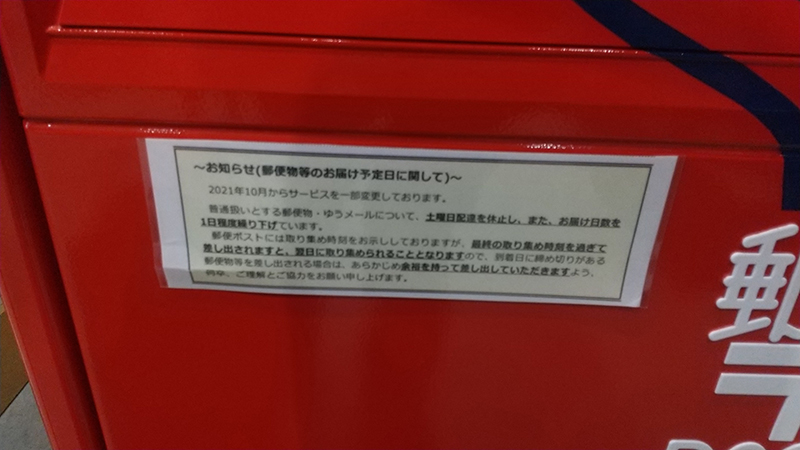 ～お知らせ(郵便物等のお届け予定日に関して)～
2021年10月からサービスを一部変更しております。
普通扱いとする郵便物・ゆうメールについて、土曜日配達を休止し、また、お届け日数を
1日程度繰り下げています。
郵便ポストには取り集め時刻をお示ししておりますが、最終の取り集め時刻を過ぎて
差し出されますと、翌日に取り集められることとなりますので、到着日に締め切りがある
郵便物等を差し出される場合は、あらかじめ余裕を持って差し出していただきますよう、
何卒、ご理解とご協力をお願い申し上げます。
郵